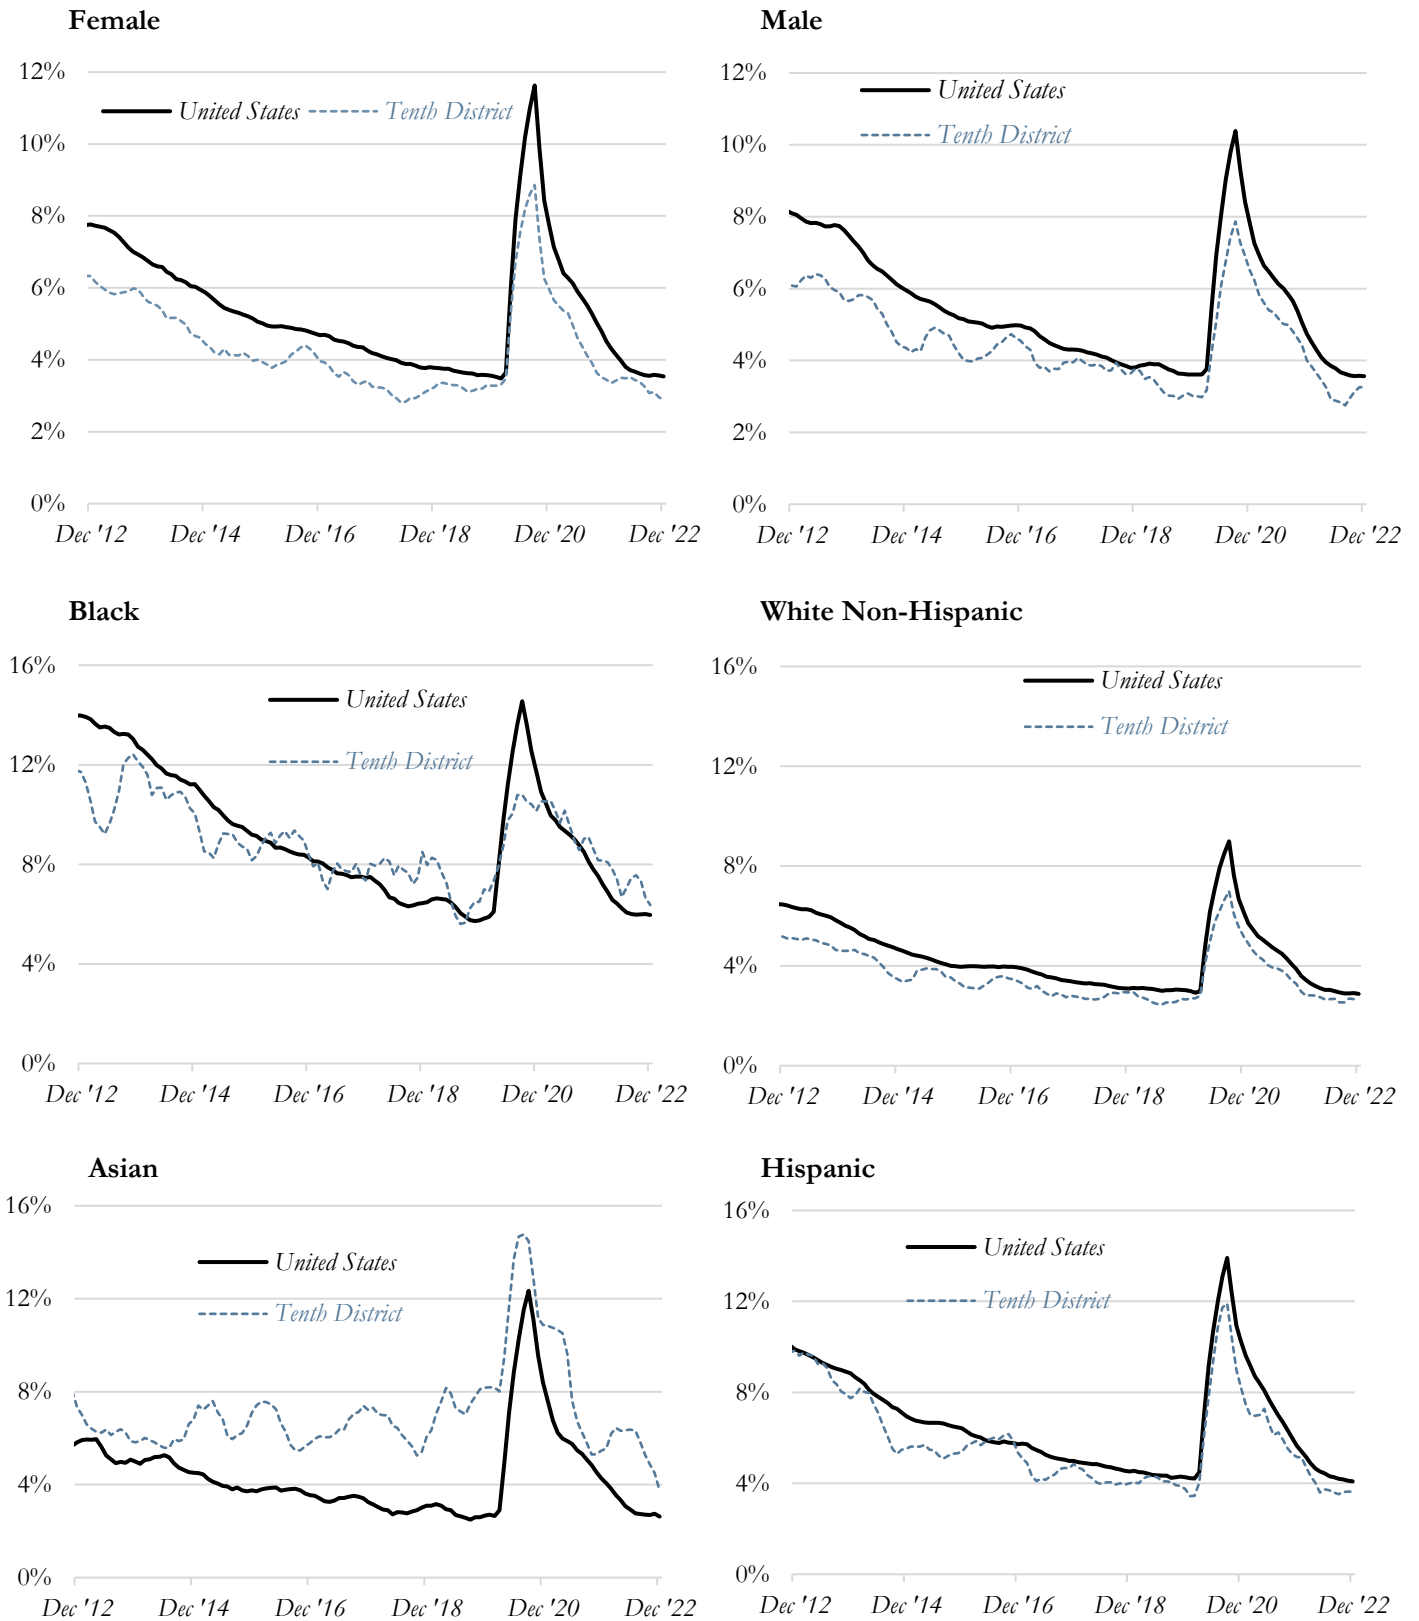 Female
12%
10%
8%
6%
4%
2%
0%
United States
Tenth District
Dec '12
Dec '14
Dec '16
Dec '18
Dec '20
Dec '22
Male
12%
10%
8%
6%
4%
2%
0%
United States
Tenth District
Dec '12
Dec '14
Dec '16
Dec '18
Dec '20
Dec '22
Black
16%
12%
8%
4%
0%
United States
Tenth District
Dec '12
Dec '14
Dec '16
Dec '18
Dec '20
Dec '22
White Non-Hispanic
16%
12%
8%
4%
0%
United States
Tenth District
Dec '12
Dec '14
Dec '16
Dec '18
Dec '20
Dec '22
Asian
16%
12%
8%
4%
0%
United States
Tenth District
Dec '12
Dec '14
Dec '16
Dec '18
Dec '20
Dec '22
Hispanic
16%
12%
8%
4%
0%
United States
Tenth District
Dec '12
Dec '14
Dec '16
Dec '18
Dec '20
Dec '22